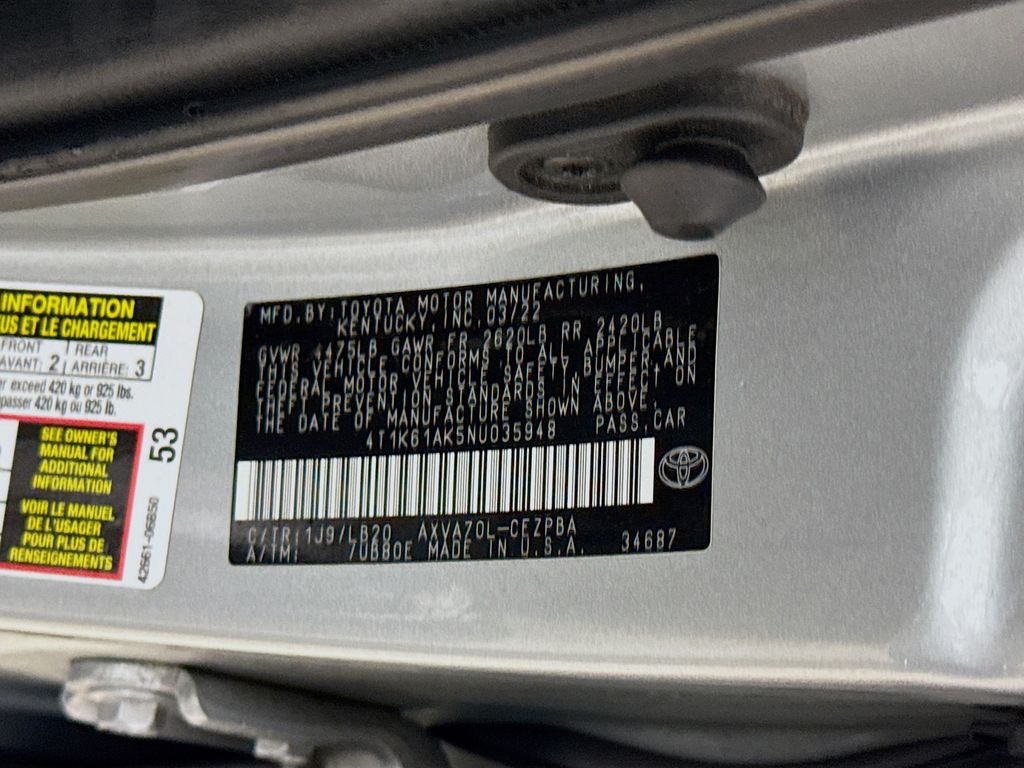 INFORMATION
US ET LE CHARGEMENT
FRONT REAR
AVANT: 2 ARRIÈRE: 3
er exceed 420 kg or 925 lbs.
passer 420 kg ou 925 lb.
SEE OWNER'S
MANUAL FOR
ADDITIONAL
INFORMATION
VOIR LE MANUEL
DE L'USAGER
POUR PLUS DE
RENSEIGNEMENTS
53
42661-06850
MFD.BY:TOYOTA MOTOR MANUFACTURING,
KENTUCKY, INC. 03/22
GVWR 4475LB GAWR FR 2620LB RR 2420LB
THIS VEHICLE CONFORMS TO ALL APPLICABLE
FEDERAL MOTOR VEHICLE SAFETY, BUMPER, AND
THEFT PREVENTION STANDARDS IN EFFECT ON
THE DATE OF MANUFACTURE SHOWN ABOVE.
4T1K61AK5NU035948 PASS.CAR
C/TR:1J9/LB20 AXVA70L-CEZPBA
A/TM: /UB80E MADE IN U.S.A. 34687